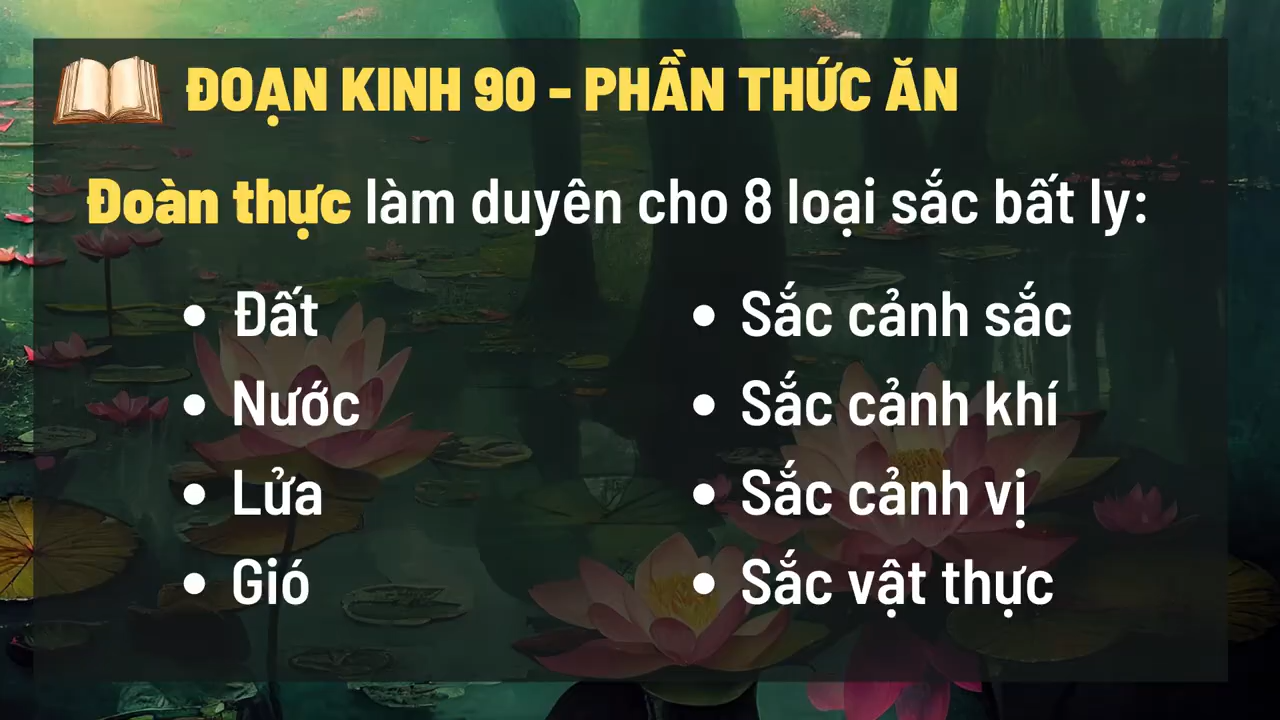 ĐOẠN KINH 90 - PHẦN THỨC ĂN
Đoàn thực làm duyên cho 8 loại sắc bất ly:
• Đất
• Nước
• Lửa
• Gió
• Sắc cảnh sắc
• Sắc cảnh khí
• Sắc cảnh vị
• Sắc vật thực